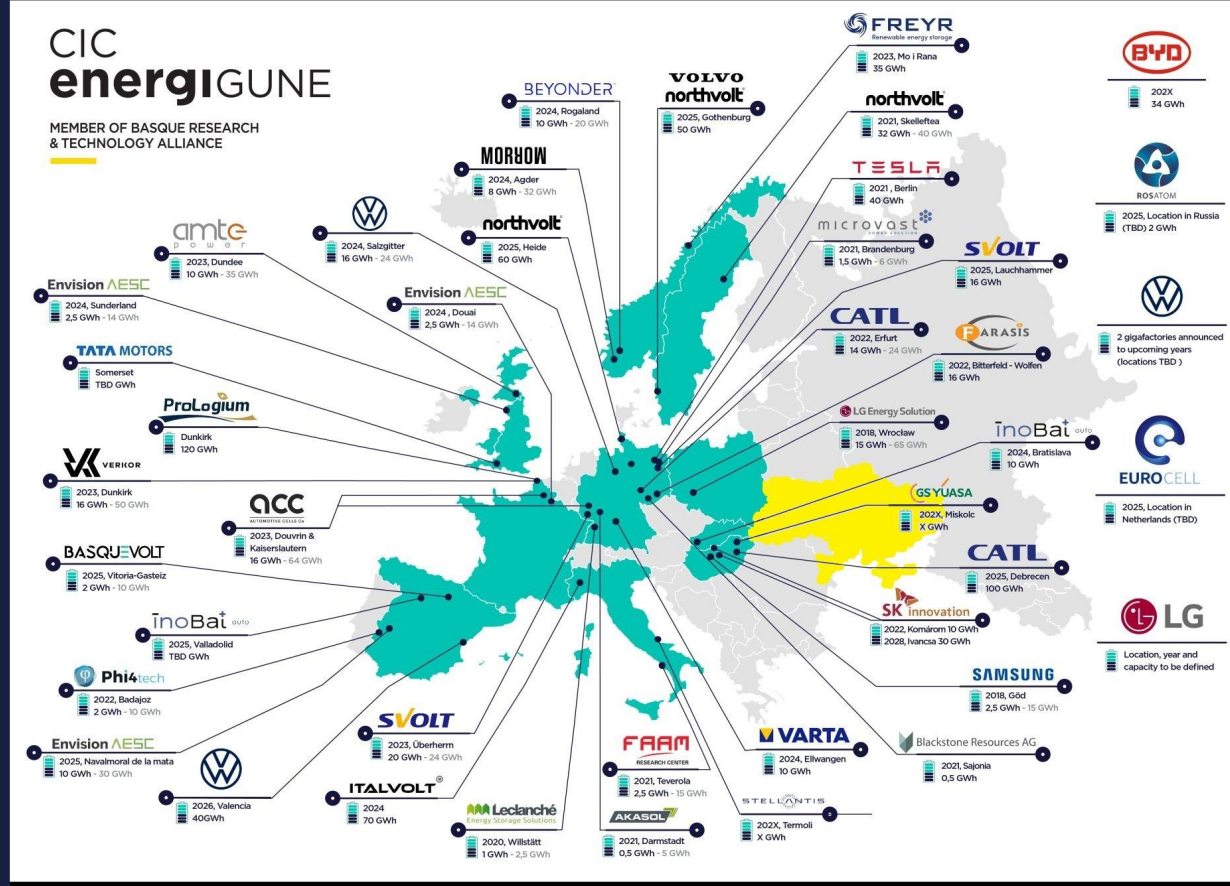 CIC
energiGUNE
MEMBER OF BASQUE RESEARCH
& TECHNOLOGY ALLIANCE
FREYR
Renewable energy storage
2023, Mo i Rana
35 GWh
BYD
202X
34 GWh
BEYONDER
2024, Rogaland
10 GWh - 20 GWh
VOLVO
northvolt
2025, Gothenburg
50 GWh
northvolt
2021, Skelleftea
32 GWh - 40 GWh
MORROW
2024, Agder
8 GWh - 32 GWh
TESLA
2021 , Berlin
40 GWh
ROSATOM
2025, Location in Russia
(TBD) 2 GWh
amte
power
2023, Dundee
10 GWh - 35 GWh
VW
2024, Salzgitter
16 GWh - 24 GWh
northvolt
2025, Heide
60 GWh
microvast
POWER SOLUTION
2021, Brandenburg
1,5 GWh - 6 GWh
SVOLT
2025, Lauchhammer
16 GWh
Envision AESC
2024, Sunderland
2,5 GWh - 14 GWh
Envision AESC
2024 , Douai
2,5 GWh - 14 GWh
CATL
2022, Erfurt
14 GWh - 24 GWh
FARASIS
2022, Bitterfeld - Wolfen
16 GWh
VW
2 gigafactories announced
to upcoming years
(locations TBD )
TATA MOTORS
Somerset
TBD GWh
ProLogium
Dunkirk
120 GWh
LG Energy Solution
2018, Wrocław
15 GWh - 65 GWh
inoBat auto
2024, Bratislava
10 GWh
EUROCELL
2025, Location in
Netherlands (TBD)
VERKOR
2023, Dunkirk
16 GWh - 50 GWh
acc
AUTOMOTIVE CELLS Co
2023, Douvrin &
Kaiserslautern
16 GWh - 64 GWh
GS YUASA
202X, Miskolc
X GWh
BASQUEVOLT
2025, Vitoria-Gasteiz
2 GWh - 10 GWh
CATL
2025, Debrecen
100 GWh
inoBat auto
2025, Valladolid
TBD GWh
SK innovation
2022, Komárom 10 GWh
2028, Ivancsa 30 GWh
LG
Location, year and
capacity to be defined
Phi4tech
2022, Badajoz
2 GWh - 10 GWh
SAMSUNG
2018, Göd
2,5 GWh - 15 GWh
Envision AESC
2025, Navalmoral de la mata
10 GWh - 30 GWh
VW
2026, Valencia
40GWh
SVOLT
2023, Überherrn
20 GWh - 24 GWh
FAAM
RESEARCH CENTER
2021, Teverola
2,5 GWh - 15 GWh
VARTA
2024, Ellwangen
10 GWh
Blackstone Resources AG
2021, Sajonia
0,5 GWh
ITALVOLT
2024
70 GWh
Leclanché
Energy Storage Solutions
2020, Willstätt
1 GWh - 2,5 GWh
AKASOL
2021, Darmstadt
0,5 GWh - 5 GWh
STELLANTIS
202X, Termoli
X GWh